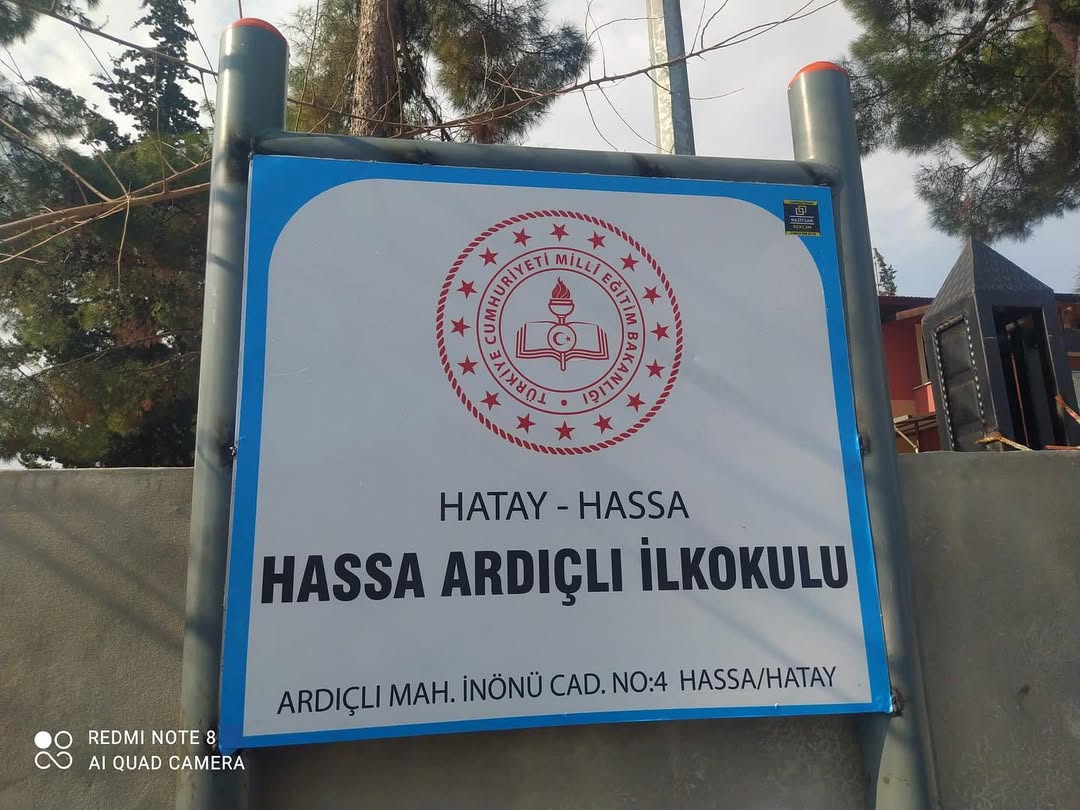 TÜRKİYE CUMHURİYETİ MİLLÎ EĞİTİM BAKANLIĞI
HATAY - HASSA
HASSA ARDIÇLI İLKOKULU
ARDIÇLI MAH. İNÖNÜ CAD. NO:4 HASSA/HATAY
REDMI NOTE 8
AI QUAD CAMERA